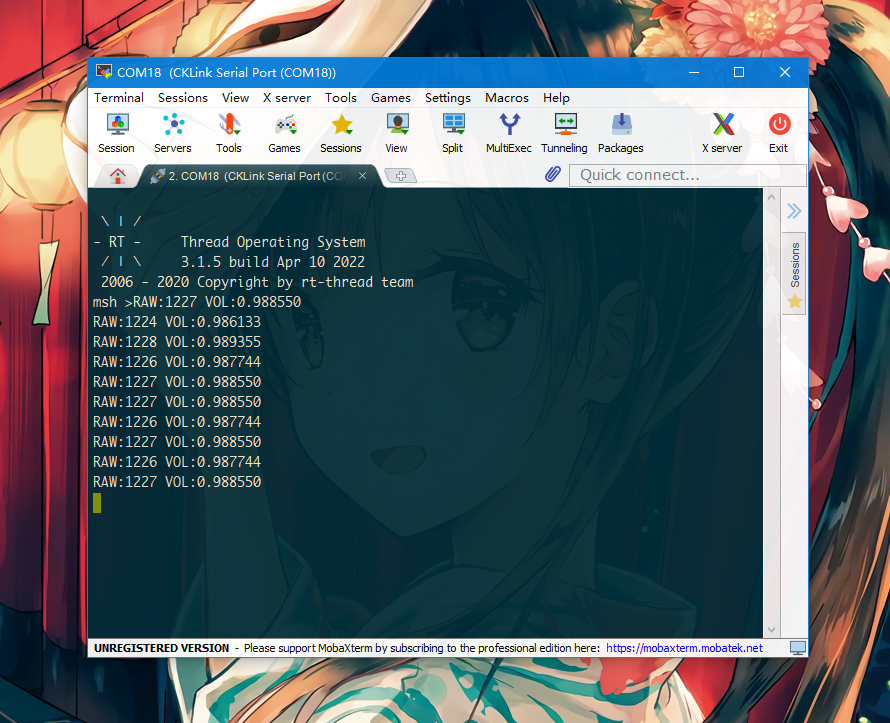 COM18 (CKLink Serial Port (COM18))
Terminal Sessions View X server Tools Games Settings Macros Help
Session Servers Tools Games Sessions View Split MultiExec Tunneling Packages X server Exit
2. COM18 (CKLink Serial Port (CO
Quick connect...
Sessions
\ | /
- RT - Thread Operating System
/ | \ 3.1.5 build Apr 10 2022
2006 - 2020 Copyright by rt-thread team
msh >RAW:1227 VOL:0.988550
RAW:1224 VOL:0.986133
RAW:1228 VOL:0.989355
RAW:1226 VOL:0.987744
RAW:1227 VOL:0.988550
RAW:1227 VOL:0.988550
RAW:1226 VOL:0.987744
RAW:1227 VOL:0.988550
RAW:1226 VOL:0.987744
RAW:1227 VOL:0.988550
UNREGISTERED VERSION - Please support MobaXterm by subscribing to the professional edition here: https://mobaxterm.mobatek.net